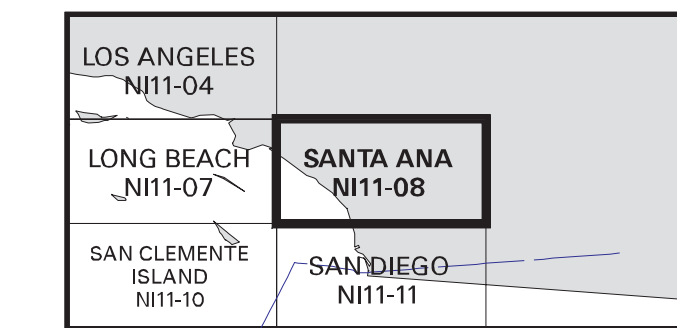 LOS ANGELES
NI11-04
LONG BEACH
NI11-07
SANTA ANA
NI11-08
SAN CLEMENTE
ISLAND
NI11-10
SAN DIEGO
NI11-11